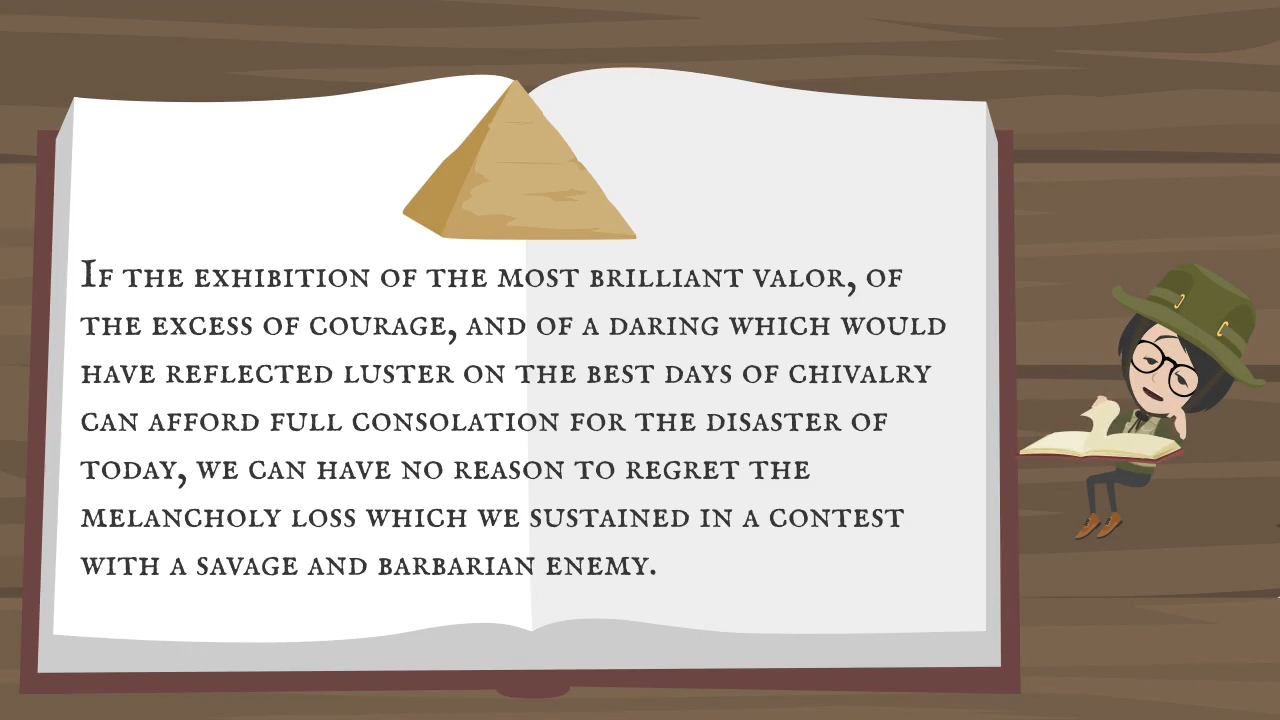 If the exhibition of the most brilliant valor, of
the excess of courage, and of a daring which would
have reflected luster on the best days of chivalry
can afford full consolation for the disaster of
today, we can have no reason to regret the
melancholy loss which we sustained in a contest
with a savage and barbarian enemy.